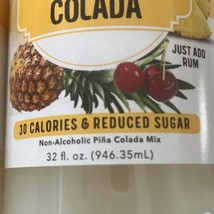 COLADA
JUST ADD
RUM
30 CALORIES & REDUCED SUGAR
Non-Alcoholic Piña Colada Mix
32 fl. oz. (946.35mL)